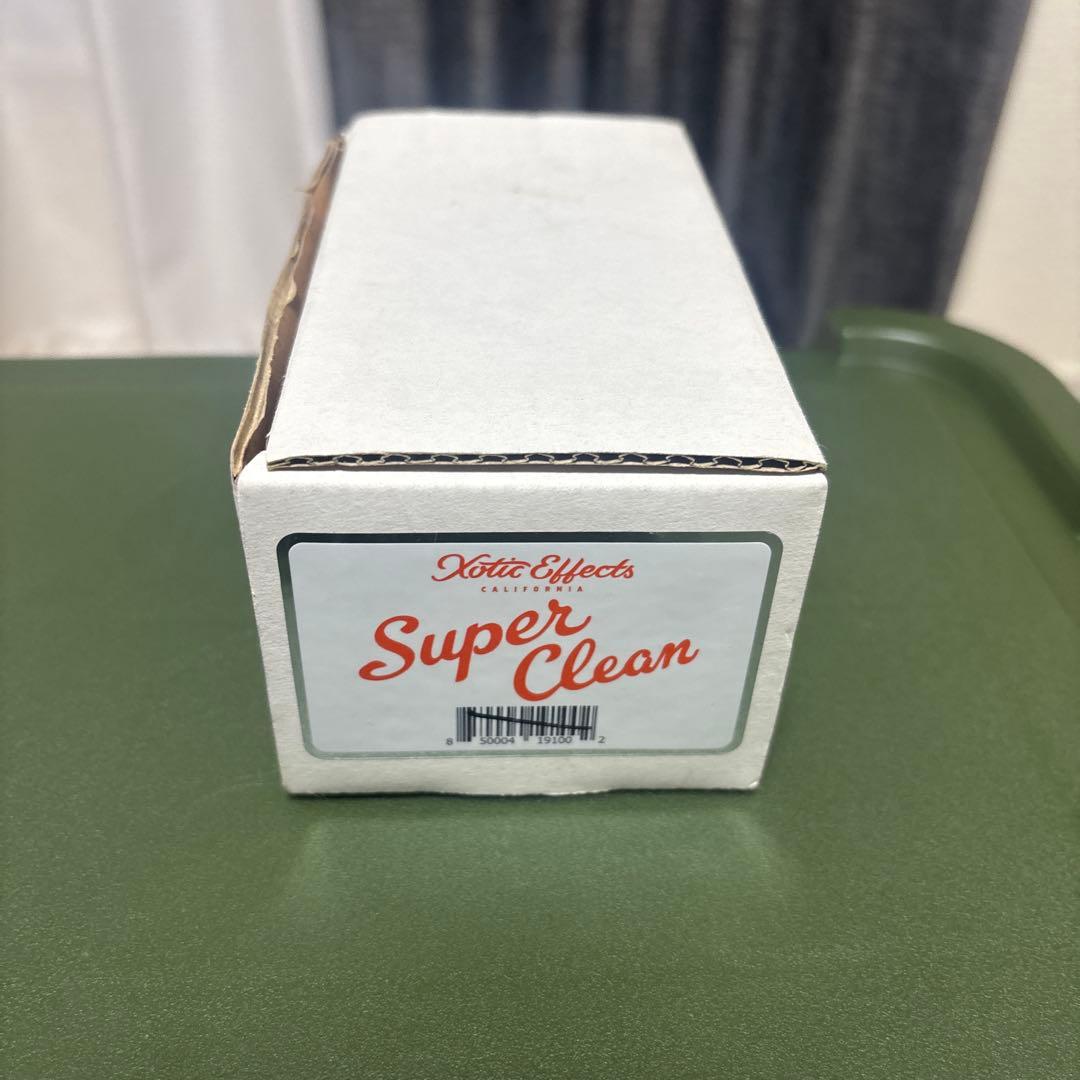 Xotic Effects
CALIFORNIA
Super
Clean
8 50004 19100 2